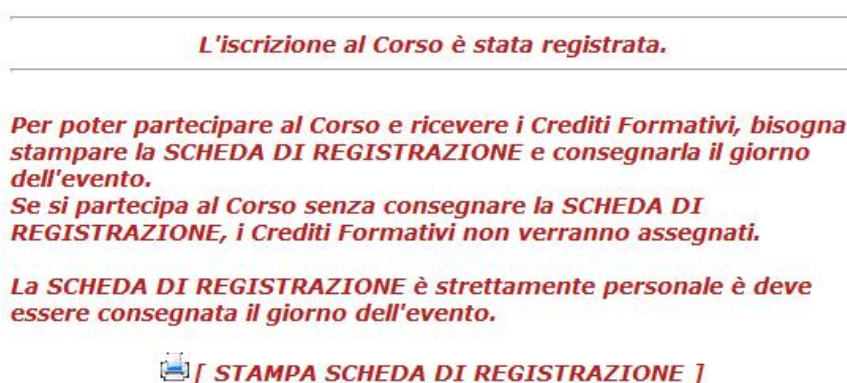 L'iscrizione al Corso è stata registrata.
Per poter partecipare al Corso e ricevere i Crediti Formativi, bisogna
stampare la SCHEDA DI REGISTRAZIONE e consegnarla il giorno
dell'evento.
Se si partecipa al Corso senza consegnare la SCHEDA DI
REGISTRAZIONE, i Crediti Formativi non verranno assegnati.
La SCHEDA DI REGISTRAZIONE è strettamente personale è deve
essere consegnata il giorno dell'evento.
[ STAMPA SCHEDA DI REGISTRAZIONE ]